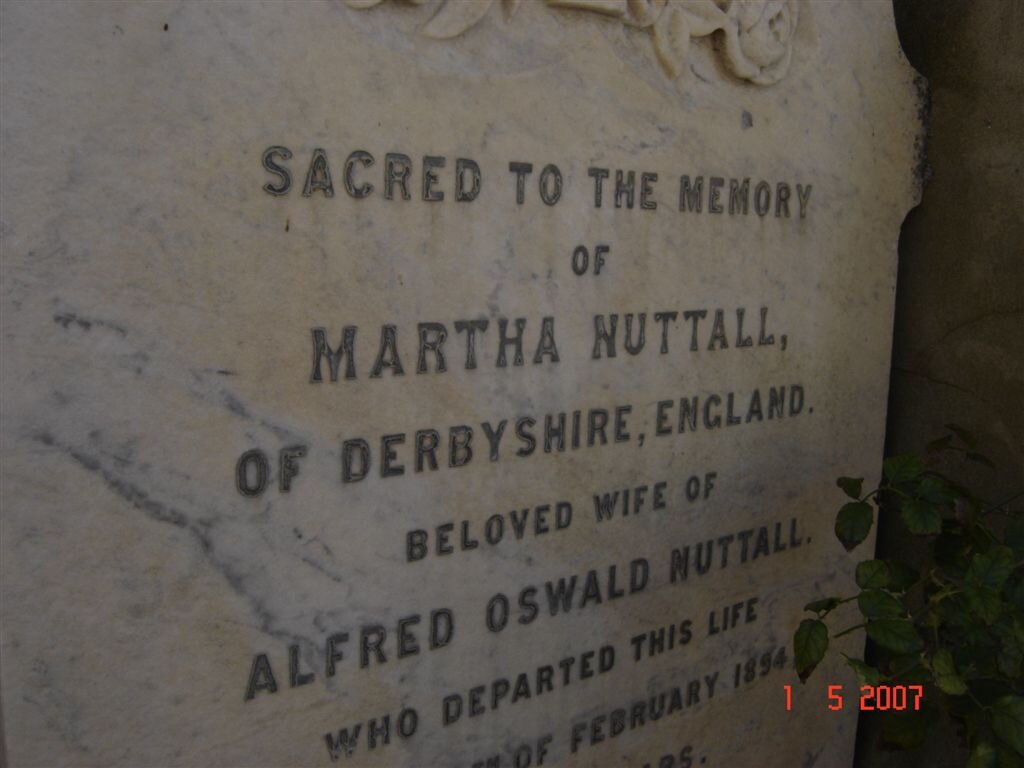 SACRED TO THE MEMORY
OF
MARTHA NUTTALL,
OF DERBYSHIRE, ENGLAND.
BELOVED WIFE OF
ALFRED OSWALD NUTTALL.
WHO DEPARTED THIS LIFE
OF FEBRUARY 1894
1 5 2007